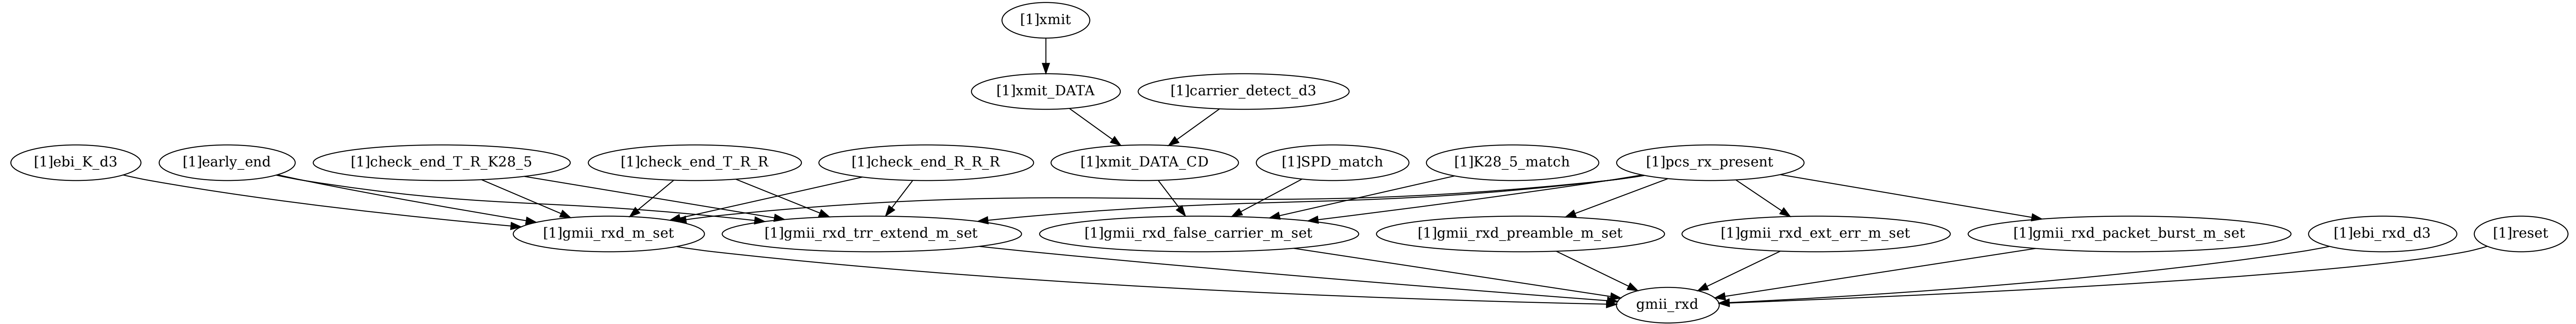 [1]xmit
[1]xmit_DATA
[1]carrier_detect_d3
[1]ebi_K_d3
[1]early_end
[1]check_end_T_R_K28_5
[1]check_end_T_R_R
[1]check_end_R_R_R
[1]xmit_DATA_CD
[1]SPD_match
[1]K28_5_match
[1]pcs_rx_present
[1]gmii_rxd_m_set
[1]gmii_rxd_trr_extend_m_set
[1]gmii_rxd_false_carrier_m_set
[1]gmii_rxd_preamble_m_set
[1]gmii_rxd_ext_err_m_set
[1]gmii_rxd_packet_burst_m_set
[1]ebi_rxd_d3
[1]reset
gmii_rxd